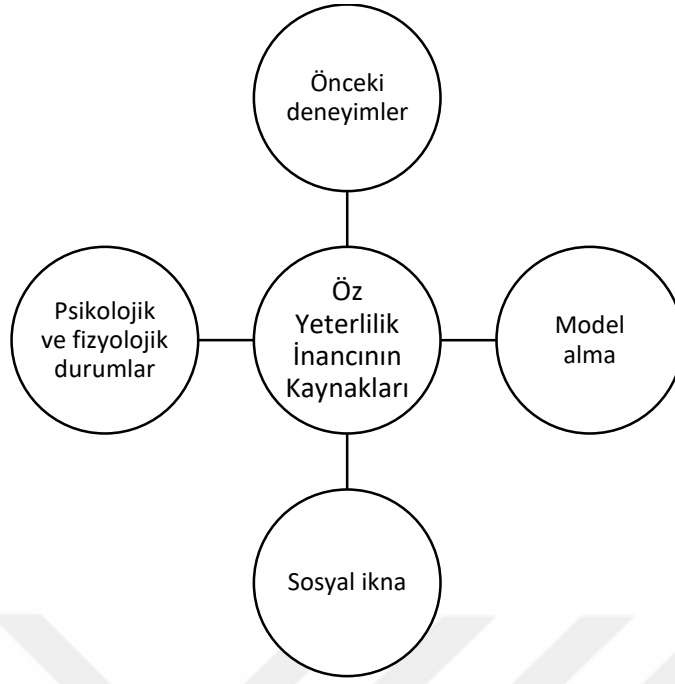 Önceki
deneyimler
Psikolojik
ve fizyolojik
durumlar
Öz
Yeterlilik
İnancının
Kaynakları
Model
alma
Sosyal ikna